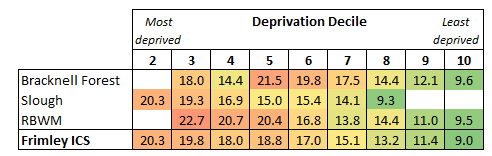 Most deprived Deprivation Decile Least deprived
2 3 4 5 6 7 8 9 10
Bracknell Forest 18.0 14.4 21.5 19.8 17.5 14.4 12.1 9.6
Slough 20.3 19.3 16.9 15.0 15.4 14.1 9.3
RBWM 22.7 20.7 20.4 16.8 13.8 14.4 11.0 9.5
Frimley ICS 20.3 19.8 18.0 18.8 17.0 15.1 13.2 11.4 9.0